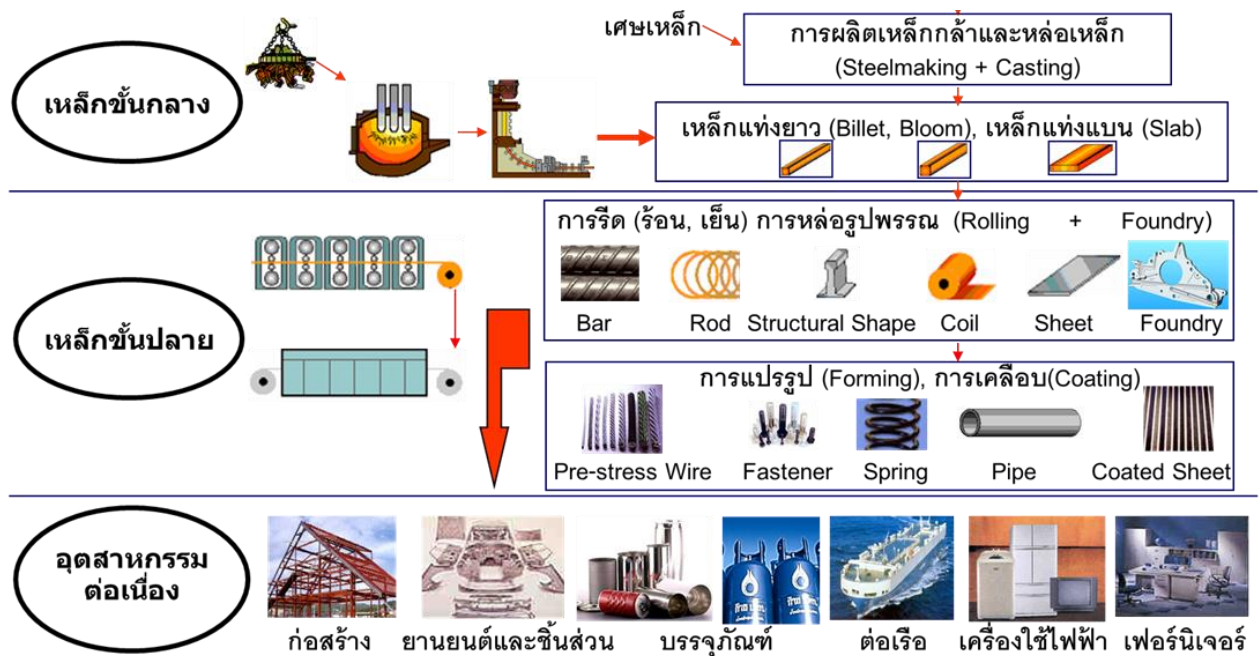 เศษเหล็ก
การผลิตเหล็กกล้าและหล่อเหล็ก
(Steelmaking + Casting)
เหล็กขั้นกลาง
เหล็กแท่งยาว (Billet, Bloom), เหล็กแท่งแบน (Slab)
การรีด (ร้อน, เย็น) การหล่อรูปพรรณ (Rolling + Foundry)
Bar Rod Structural Shape Coil Sheet Foundry
เหล็กขั้นปลาย
การแปรรูป (Forming), การเคลือบ(Coating)
Pre-stress Wire Fastener Spring Pipe Coated Sheet
อุตสาหกรรม
ต่อเนื่อง
ก่อสร้าง ยานยนต์และชิ้นส่วน บรรจุภัณฑ์ ต่อเรือ เครื่องใช้ไฟฟ้า เฟอร์นิเจอร์